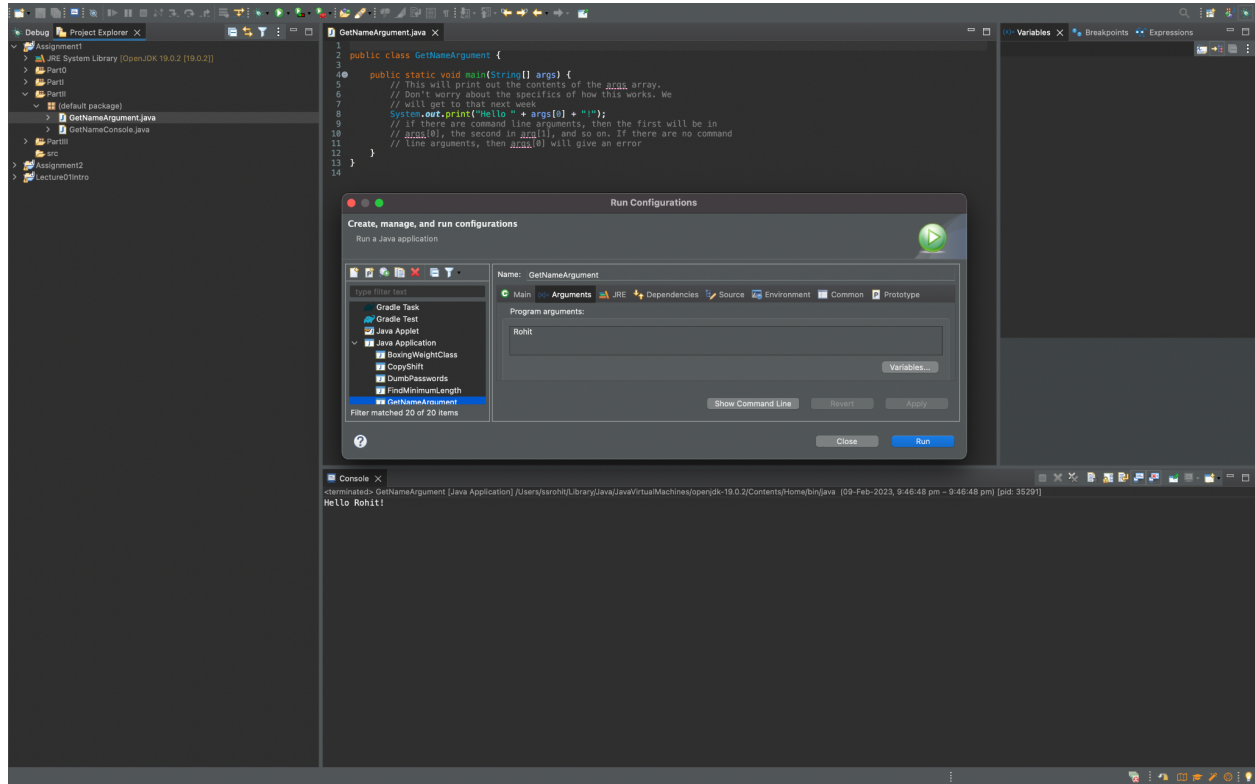 Debug
Project Explorer
Assignment1
JRE System Library [OpenJDK 19.0.2 [19.0.2]]
Part0
PartI
PartII
(default package)
GetNameArgument.java
GetNameConsole.java
PartIII
src
Assignment2
Lecture01Intro
GetNameArgument.java
1
2 public class GetNameArgument {
3
4 public static void main(String[] args) {
5 // This will print out the contents of the args array.
6 // Don't worry about the specifics of how this works. We
7 // will get to that next week
8 System.out.print("Hello " + args[0] + "!");
9 // if there are command line arguments, then the first will be in
10 // args[0], the second in arg[1], and so on. If there are no command
11 // line arguments, then args[0] will give an error
12 }
13 }
14
Variables
Breakpoints
Expressions
Run Configurations
Create, manage, and run configurations
Run a Java application
type filter text
Gradle Task
Gradle Test
Java Applet
Java Application
BoxingWeightClass
CopyShift
DumbPasswords
FindMinimumLength
GetNameArgument
Filter matched 20 of 20 items
Name: GetNameArgument
Main Arguments JRE Dependencies Source Environment Common Prototype
Program arguments:
Rohit
Variables...
Show Command Line Revert Apply
Close Run
Console
<terminated> GetNameArgument [Java Application] /Users/ssrohit/Library/Java/JavaVirtualMachines/openjdk-19.0.2/Contents/Home/bin/java (09-Feb-2023, 9:46:48 pm – 9:46:48 pm) [pid: 35291]
Hello Rohit!